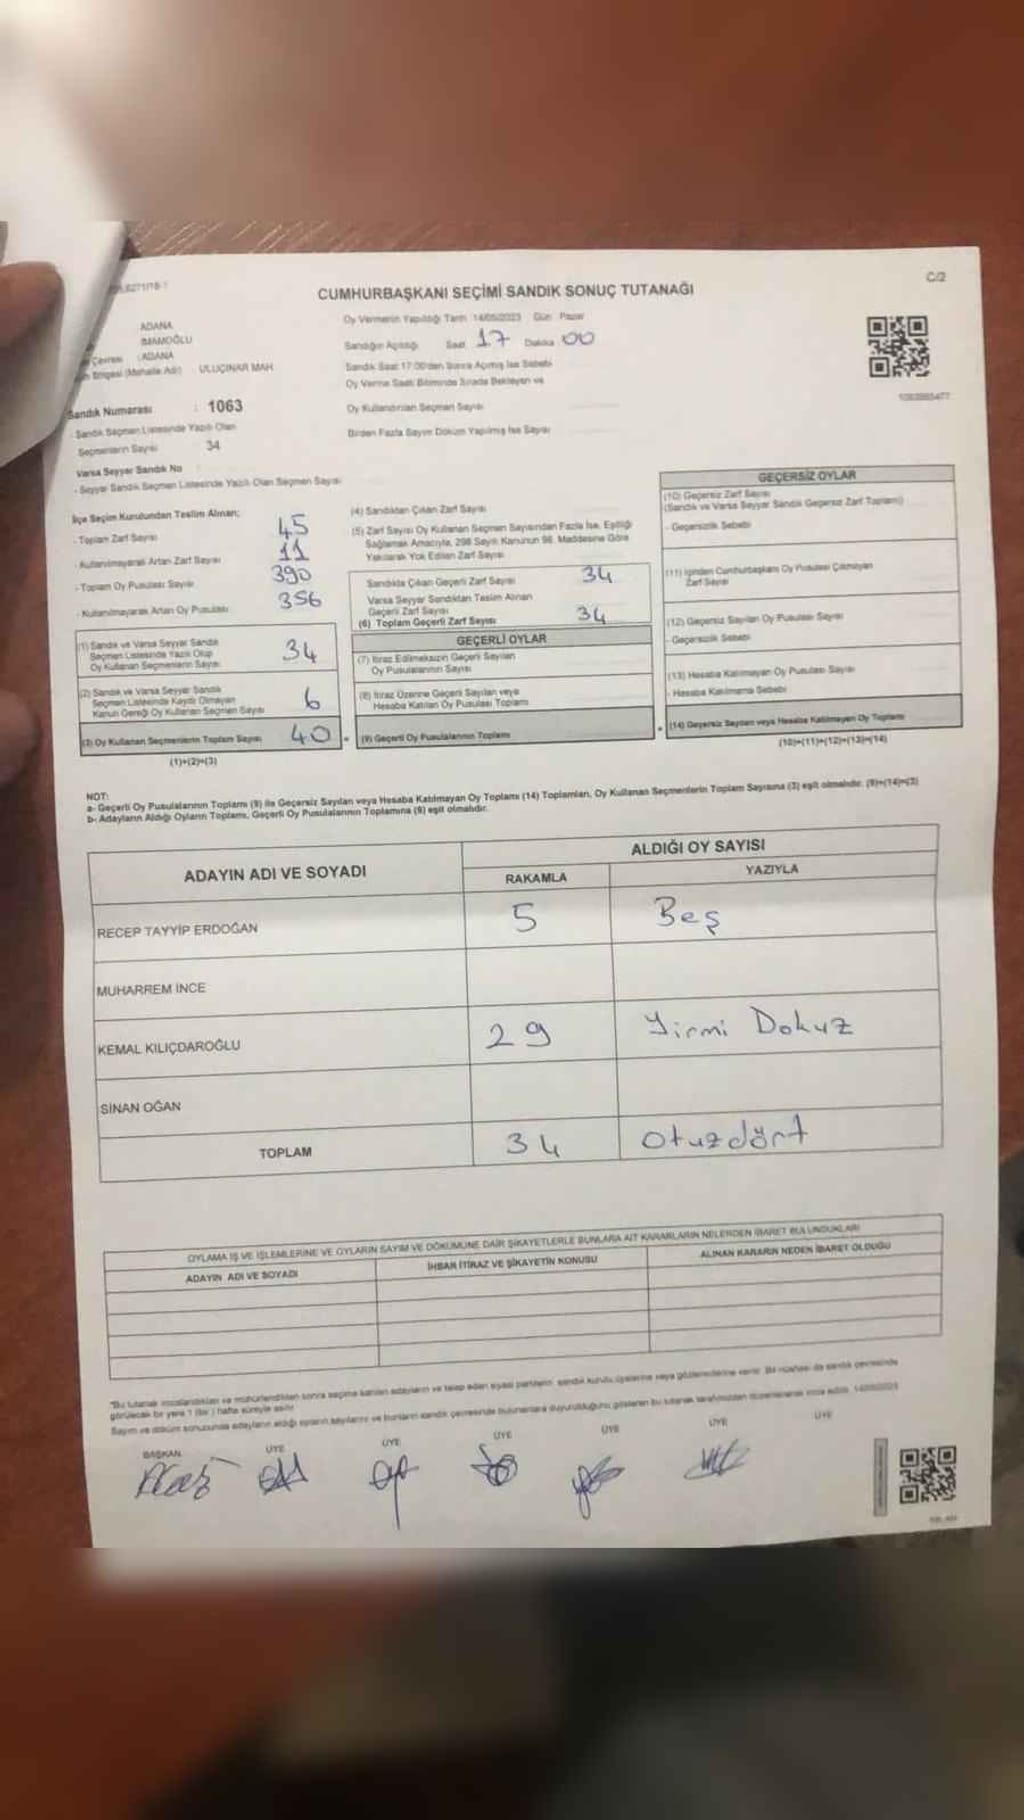 C/2
CUMHURBAŞKANI SEÇİMİ SANDIK SONUÇ TUTANAĞI
ADANA
İMAMOĞLU
Çevresi : ADANA
(Mahalle Adı) ULUÇINAR MAH
Sandık Numarası : 1063
- Sandık Seçmen Listesinde Yazılı Olan
Seçmenlerin Sayısı 34
Varsa Seyyar Sandık No
- Seyyar Sandık Seçmen Listesinde Yazılı Olan Seçmen Sayısı
Oy Vermenin Yapıldığı Tarih 14/05/2023 Gün Pazar
Sandığın Açıldığı Saat 17 Dakika 00
Sandık Saat 17:00'den Sonra Açılmış İse Sebebi
Oy Verme Saati Bitiminde Sırada Bekleyen ve
Oy Kullandırılan Seçmen Sayısı
Birden Fazla Sayım Döküm Yapılmış İse Sayısı
İlçe Seçim Kurulundan Teslim Alınan;
- Toplam Zarf Sayısı 45
- Kullanılmayarak Artan Zarf Sayısı 11
- Toplam Oy Pusulası Sayısı 390
- Kullanılmayarak Artan Oy Pusulası 356
(1) Sandık ve Varsa Seyyar Sandık
Seçmen Listesinde Yazılı Olup
Oy Kullanan Seçmenlerin Sayısı 34
(2) Sandık ve Varsa Seyyar Sandık
Seçmen Listesinde Kayıtlı Olmayan
Kanun Gereği Oy Kullanan Seçmen Sayısı 6
(3) Oy Kullanan Seçmenlerin Toplam Sayısı 40
(1)+(2)=(3)
(4) Sandıktan Çıkan Zarf Sayısı
(5) Zarf Sayısı Oy Kullanan Seçmen Sayısından Fazla İse, Eşitliği
Sağlamak Amacıyla, 298 Sayılı Kanunun 98. Maddesine Göre
Yakılarak Yok Edilen Zarf Sayısı
Sandıkta Çıkan Geçerli Zarf Sayısı 34
Varsa Seyyar Sandıktan Teslim Alınan
Geçerli Zarf Sayısı
(6) Toplam Geçerli Zarf Sayısı 34
GEÇERLİ OYLAR
(7) İtiraz Edilmeksizin Geçerli Sayılan
Oy Pusulalarının Sayısı
(8) İtiraz Üzerine Geçerli Sayılan veya
Hesaba Katılan Oy Pusulası Toplamı
(9) Geçerli Oy Pusulalarının Toplamı
GEÇERSİZ OYLAR
(10) Geçersiz Zarf Sayısı
(Sandık ve Varsa Seyyar Sandık Geçersiz Zarf Toplamı)
- Geçersizlik Sebebi
(11) İçinden Cumhurbaşkanı Oy Pusulası Çıkmayan
Zarf Sayısı
(12) Geçersiz Sayılan Oy Pusulası Sayısı
- Geçersizlik Sebebi
(13) Hesaba Katılmayan Oy Pusulası Sayısı
- Hesaba Katılmama Sebebi
(14) Geçersiz Sayılan veya Hesaba Katılmayan Oy Toplamı
(10)+(11)+(12)+(13)=(14)
NOT:
a- Geçerli Oy Pusulalarının Toplamı (9) ile Geçersiz Sayılan veya Hesaba Katılmayan Oy Toplamı (14) Toplamları, Oy Kullanan Seçmenlerin Toplam Sayısına (3) eşit olmalıdır. (9)+(14)=(3)
b- Adayların Aldığı Oyların Toplamı, Geçerli Oy Pusulalarının Toplamına (9) eşit olmalıdır.
ADAYIN ADI VE SOYADI
ALDIĞI OY SAYISI
RAKAMLA YAZIYLA
RECEP TAYYİP ERDOĞAN 5 Beş
MUHARREM İNCE
KEMAL KILIÇDAROĞLU 29 Yirmi Dokuz
SİNAN OĞAN
TOPLAM 34 Otuzdört
OYLAMA İŞ VE İŞLEMLERİNE VE OYLARIN SAYIM VE DÖKÜMÜNE DAİR ŞİKAYETLERLE BUNLARA AİT KARARLARIN NELERDEN İBARET BULUNDUKLARI
ADAYIN ADI VE SOYADI İHBAR İTİRAZ VE ŞİKAYETİN KONUSU ALINAN KARARIN NEDEN İBARET OLDUĞU
BAŞKAN ÜYE ÜYE ÜYE ÜYE ÜYE ÜYE